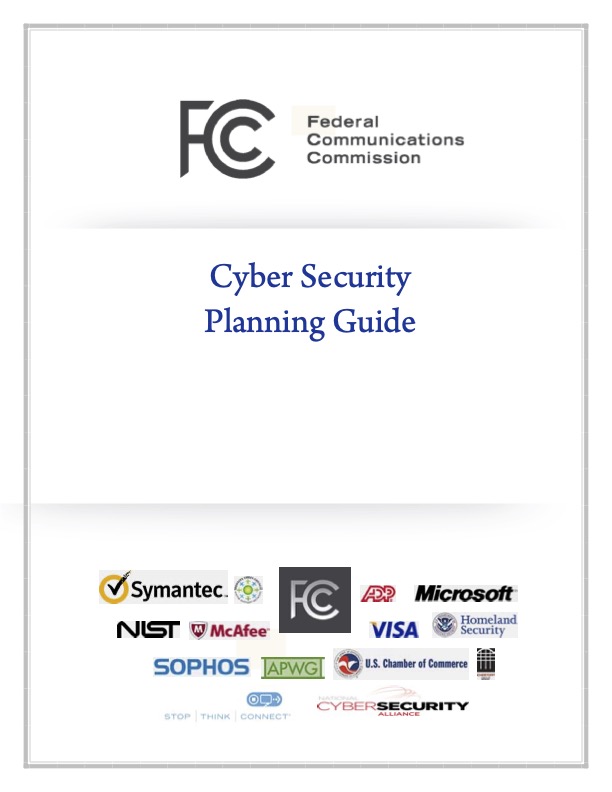 FCC
Federal
Communications
Commission
Cyber Security
Planning Guide
Symantec.
FCC
ADP
Microsoft
NIST
McAfee
VISA
Homeland
Security
SOPHOS
APWG
U.S. Chamber of Commerce
STOP | THINK | CONNECT
NATIONAL
CYBERSECURITY
ALLIANCE